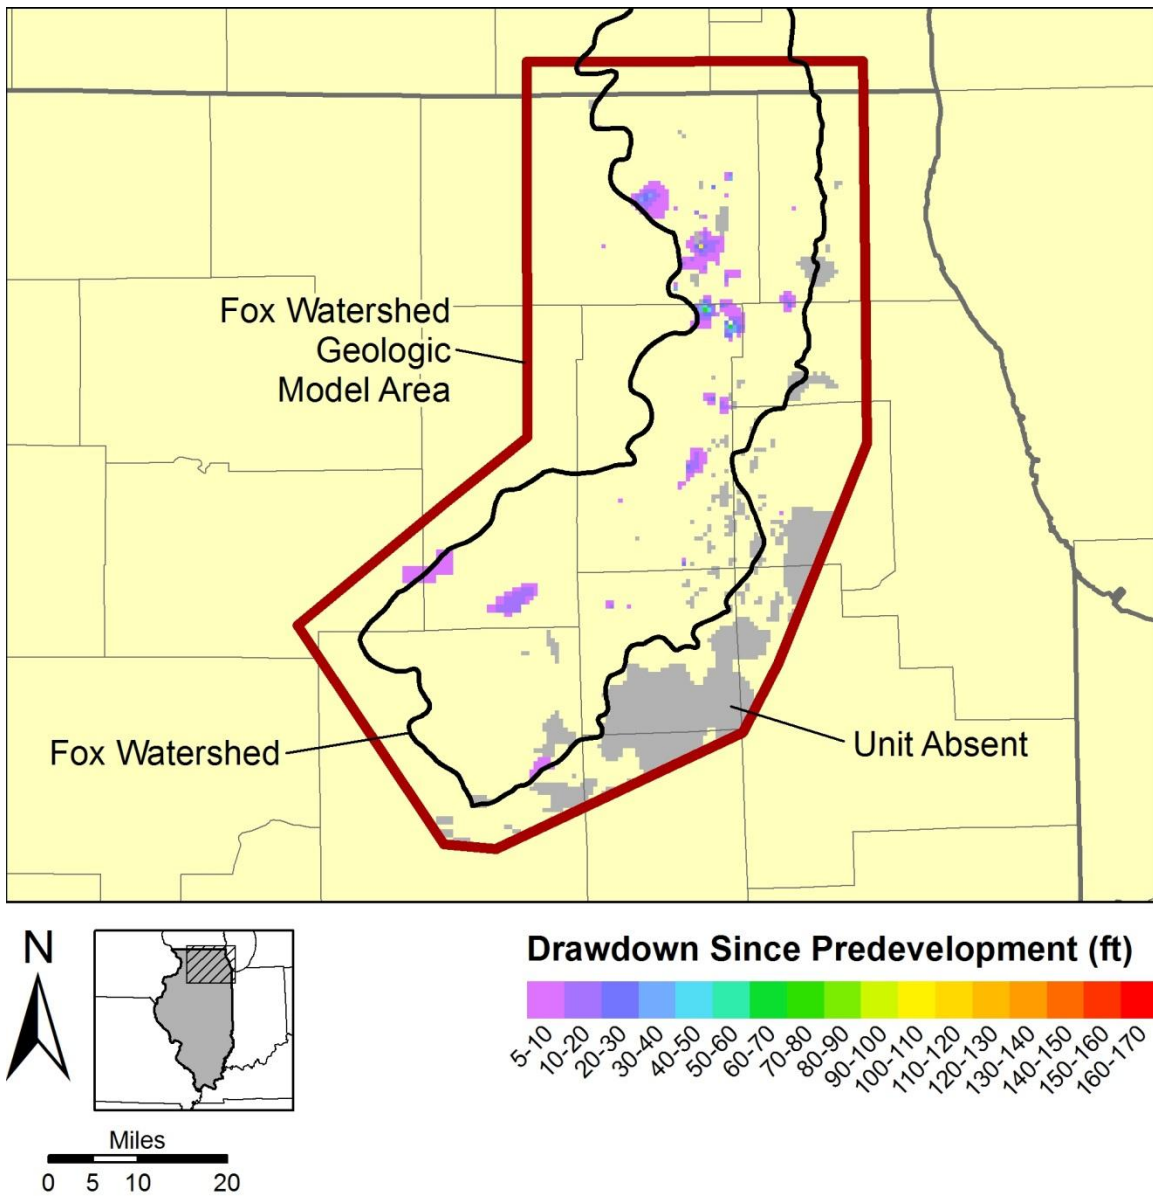 Fox Watershed
Geologic
Model Area
Fox Watershed
Unit Absent
N
Miles
0 5 10 20
Drawdown Since Predevelopment (ft)
5-10
10-20
20-30
30-40
40-50
50-60
60-70
70-80
80-90
90-100
100-110
110-120
120-130
130-140
140-150
150-160
160-170